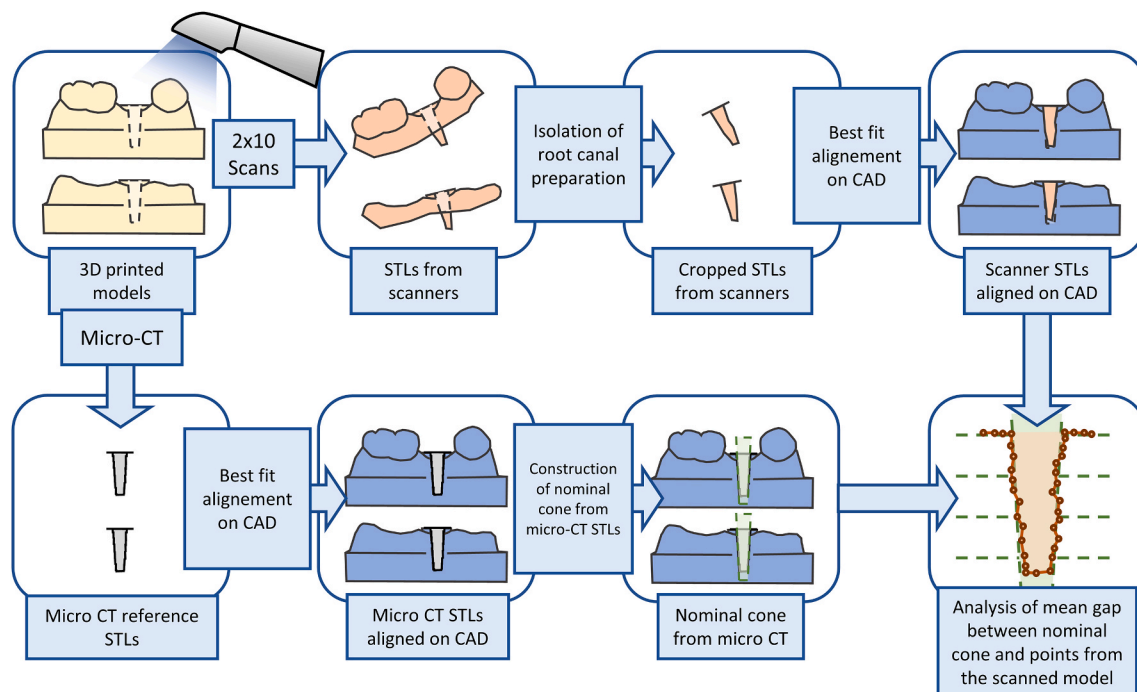 2x10
Scans
Isolation of
root canal
preparation
Best fit
alignement
on CAD
3D printed
models
STLs from
scanners
Cropped STLs
from scanners
Scanner STLs
aligned on CAD
Micro-CT
Best fit
alignement
on CAD
Construction
of nominal
cone from
micro-CT STLs
Micro CT reference
STLs
Micro CT STLs
aligned on CAD
Nominal cone
from micro CT
Analysis of mean gap
between nominal
cone and points from
the scanned model